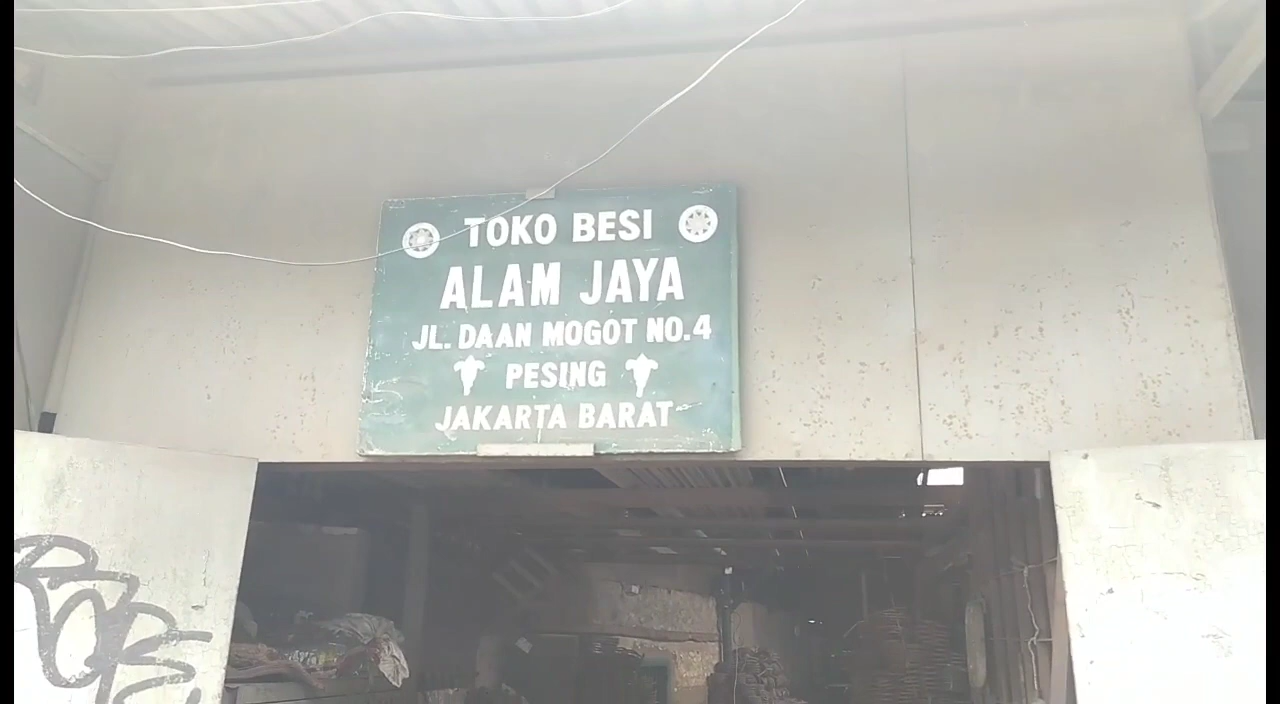 TOKO BESI
ALAM JAYA
JL. DAAN MOGOT NO.4
PESING
JAKARTA BARAT